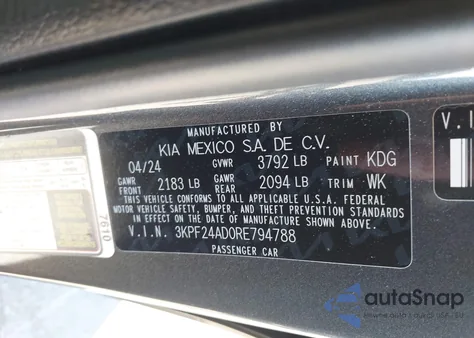 MANUFACTURED BY
KIA MEXICO S.A. DE C.V.
04/24 GVWR 3792 LB PAINT KDG
GAWR FRONT 2183 LB GAWR REAR 2094 LB TRIM WK
THIS VEHICLE CONFORMS TO ALL APPLICABLE U.S.A. FEDERAL
MOTOR VEHICLE SAFETY, BUMPER, AND THEFT PREVENTION STANDARDS
IN EFFECT ON THE DATE OF MANUFACTURE SHOWN ABOVE.
V.I.N. 3KPF24AD0RE794788
PASSENGER CAR
7610
V.I
autoSnap